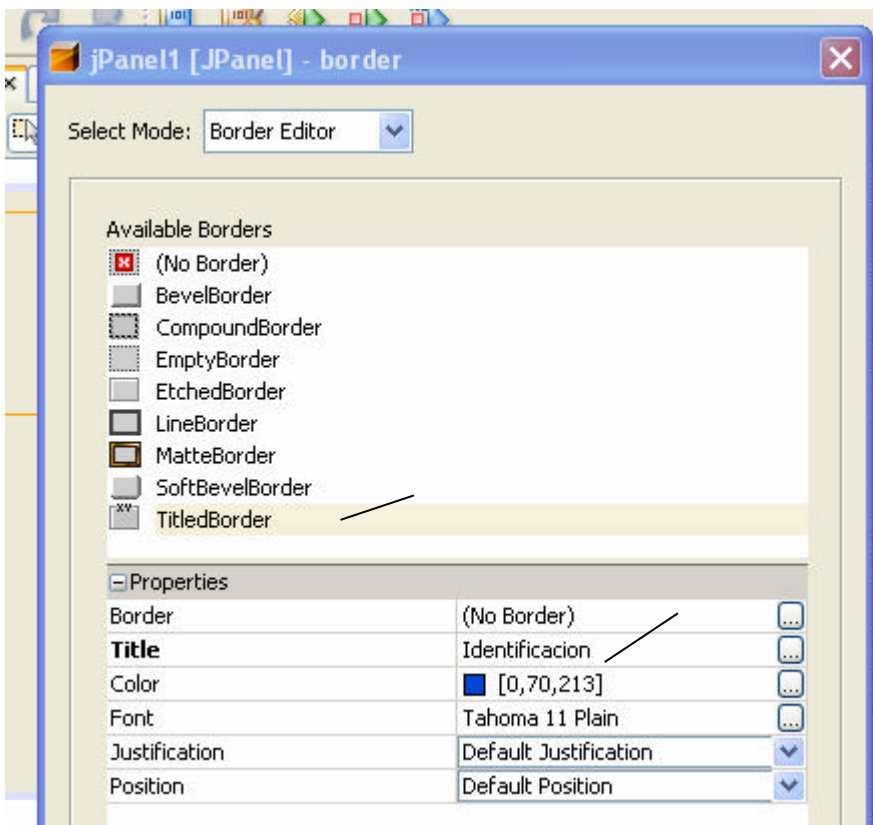 jPanel1 [JPanel] - border
Select Mode: Border Editor
Available Borders
(No Border)
BevelBorder
CompoundBorder
EmptyBorder
EtchedBorder
LineBorder
MatteBorder
SoftBevelBorder
XY TitledBorder
Properties
Border (No Border) ...
Title Identificacion ...
Color [0,70,213] ...
Font Tahoma 11 Plain ...
Justification Default Justification
Position Default Position